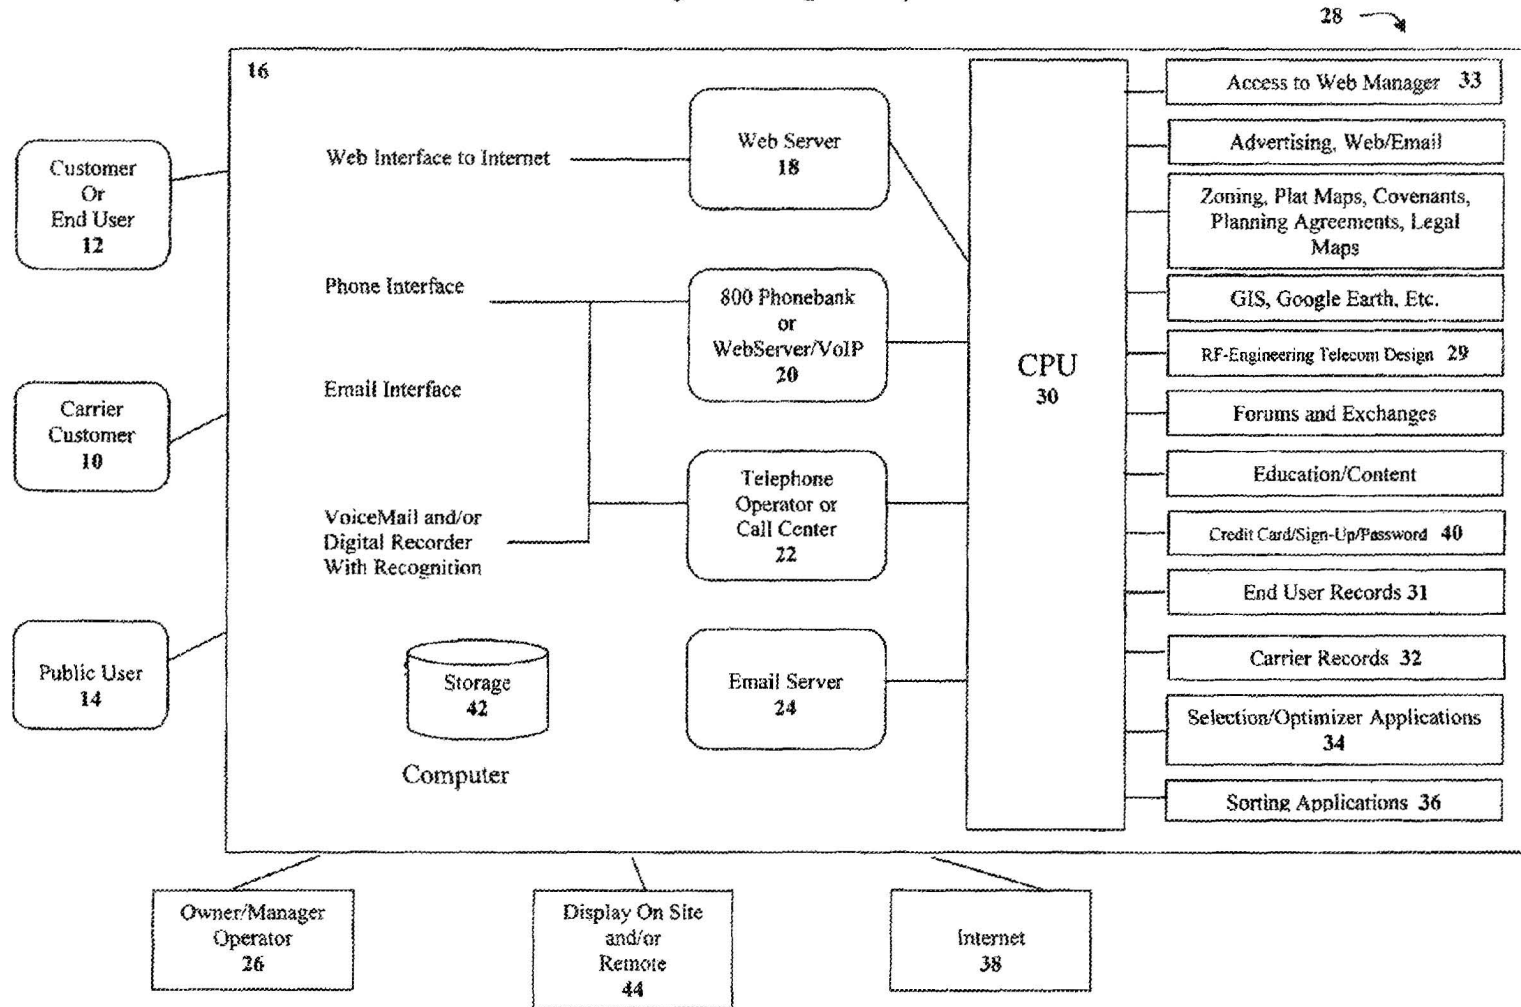 28
16
Customer
Or
End User
12
Carrier
Customer
10
Public User
14
Web Interface to Internet
Phone Interface
Email Interface
VoiceMail and/or
Digital Recorder
With Recognition
Storage
42
Computer
Web Server
18
800 Phonebank
or
WebServer/VoIP
20
Telephone
Operator or
Call Center
22
Email Server
24
CPU
30
Access to Web Manager 33
Advertising, Web/Email
Zoning, Plat Maps, Covenants,
Planning Agreements, Legal
Maps
GIS, Google Earth, Etc.
RF-Engineering Telecom Design 29
Forums and Exchanges
Education/Content
Credit Card/Sign-Up/Password 40
End User Records 31
Carrier Records 32
Selection/Optimizer Applications
34
Sorting Applications 36
Owner/Manager
Operator
26
Display On Site
and/or
Remote
44
Internet
38